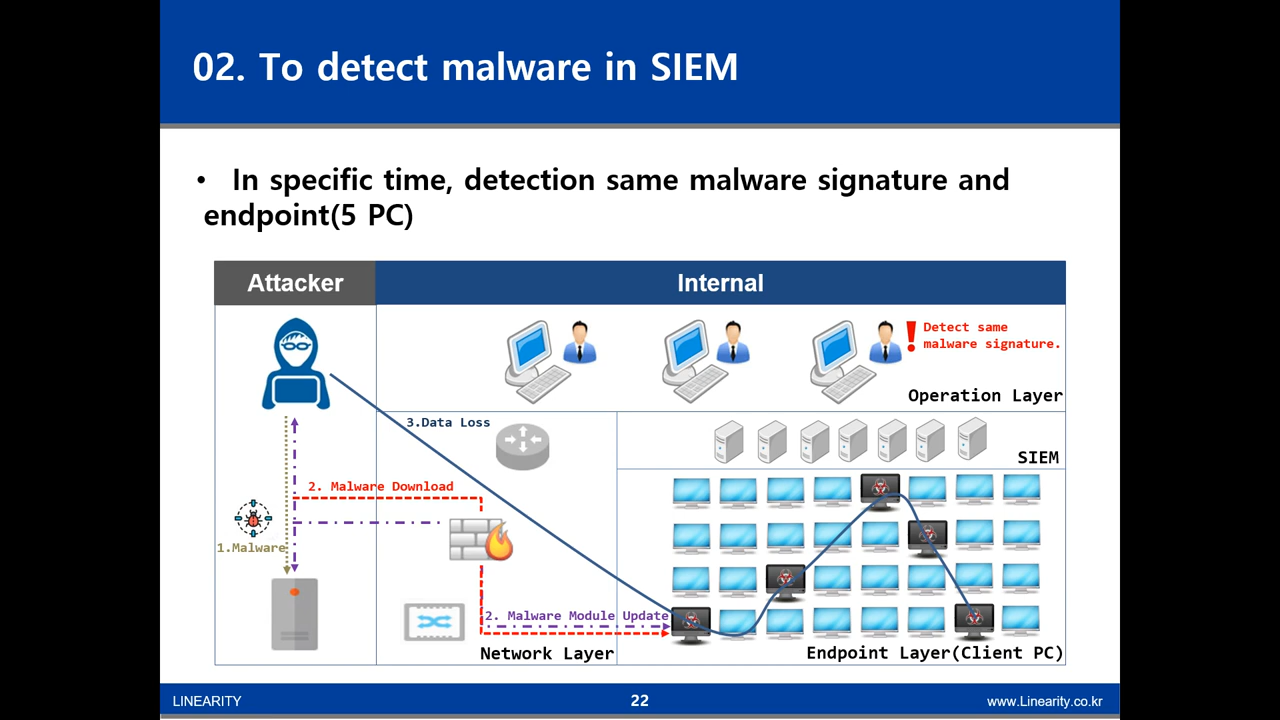 02. To detect malware in SIEM
• In specific time, detection same malware signature and
endpoint(5 PC)
Attacker
Internal
! Detect same
malware signature.
Operation Layer
3.Data Loss
SIEM
2. Malware Download
1.Malware
2. Malware Module Update
Network Layer
Endpoint Layer(Client PC)
LINEARITY
22
www.Linearity.co.kr